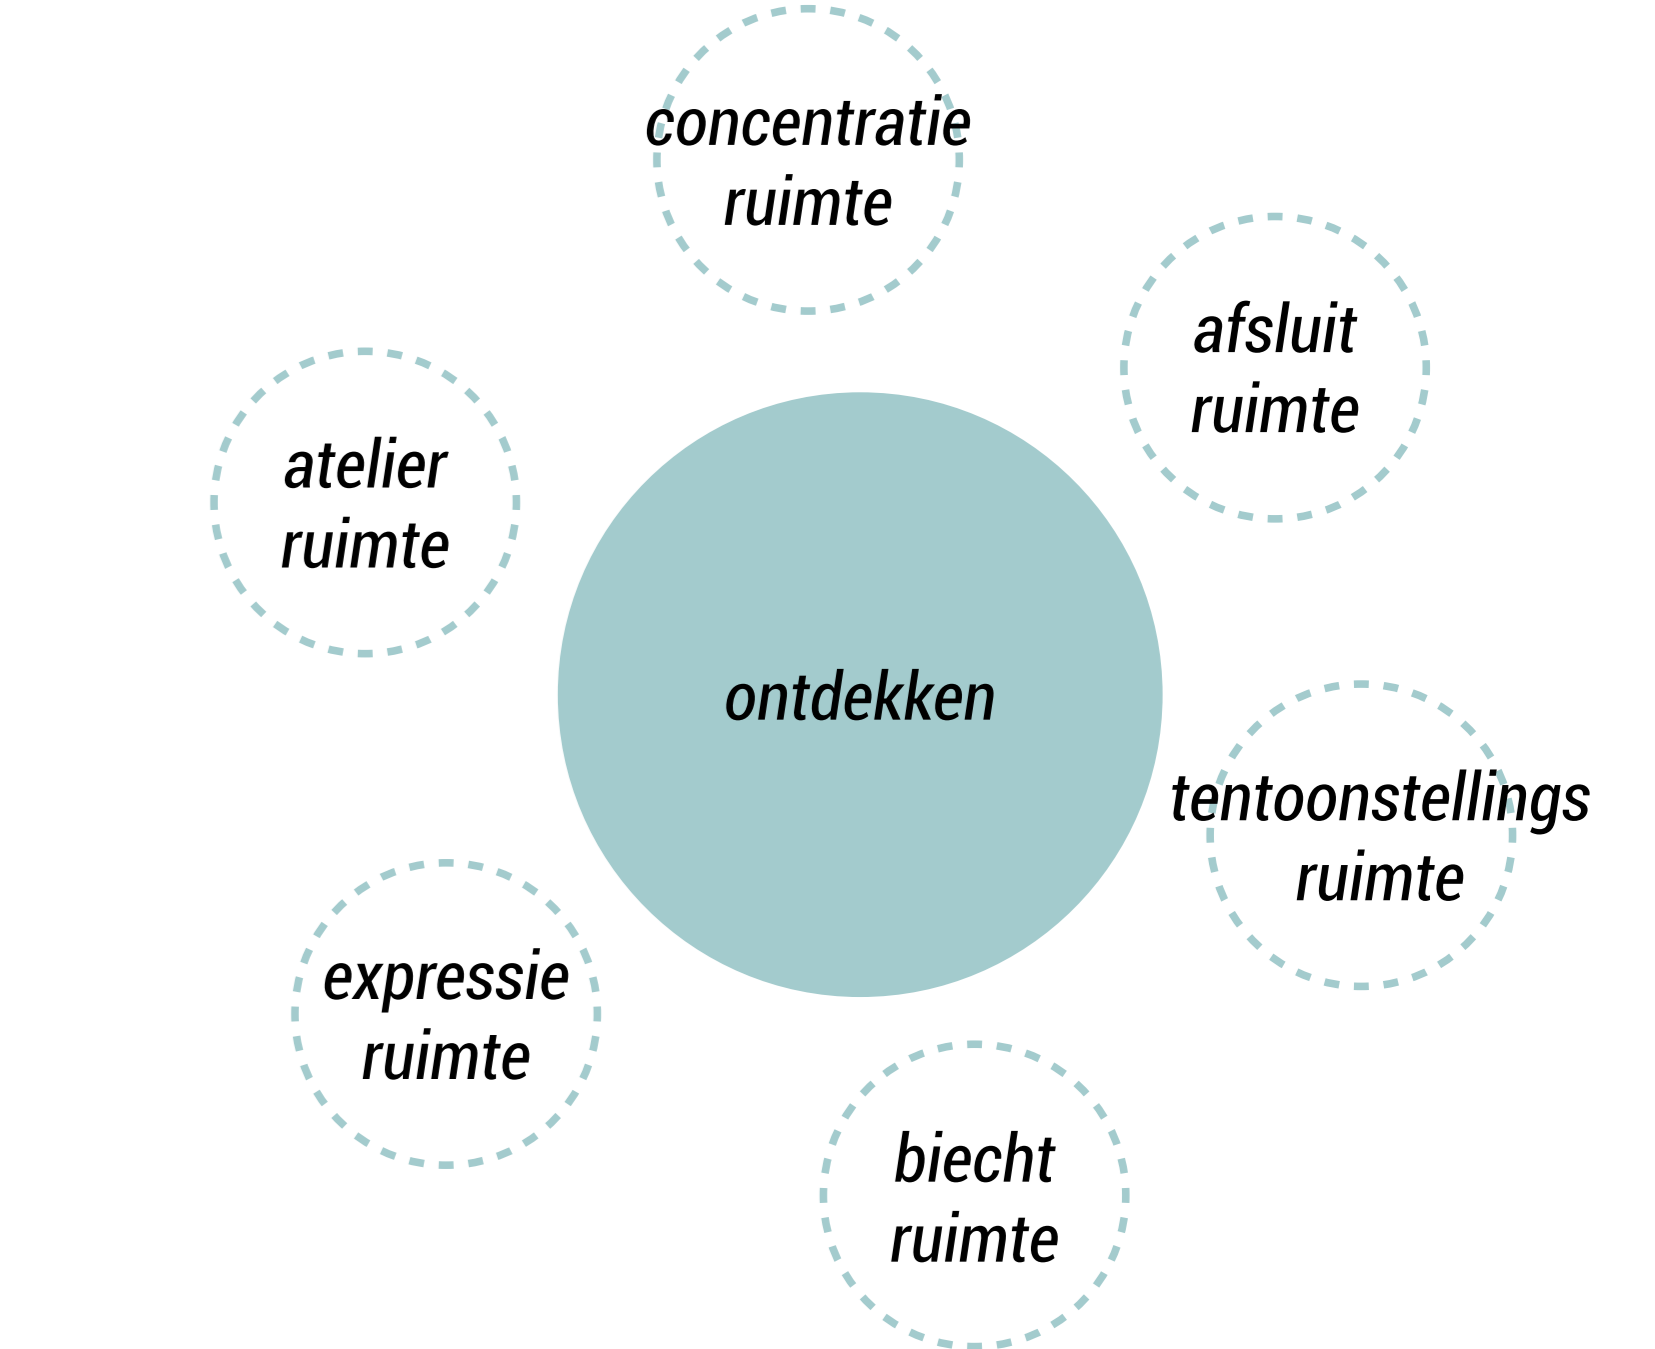 concentratie
ruimte
afsluit
ruimte
atelier
ruimte
ontdekken
tentoonstellings
ruimte
expressie
ruimte
biecht
ruimte